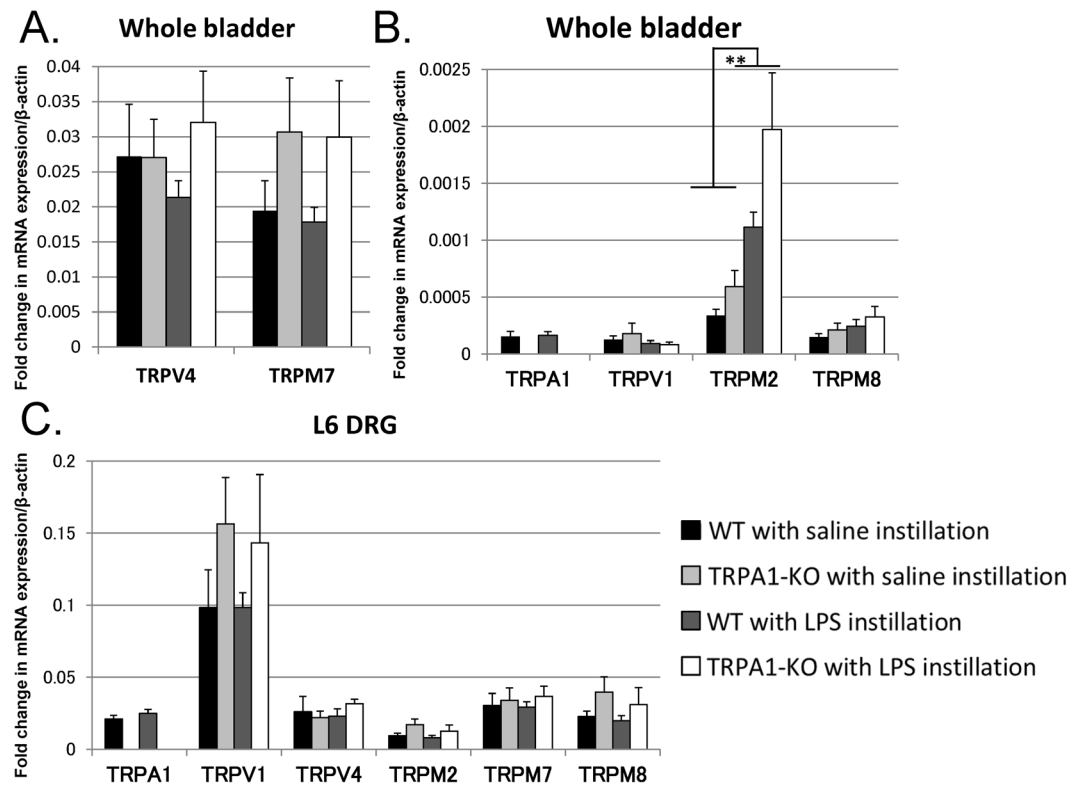 A.
Whole bladder
Fold change in mRNA expression/β-actin
0.04
0.035
0.03
0.025
0.02
0.015
0.01
0.005
0
TRPV4 TRPM7
B.
Whole bladder
Fold change in mRNA expression/β-actin
0.0025
0.002
0.0015
0.001
0.0005
0
**
TRPA1 TRPV1 TRPM2 TRPM8
C.
L6 DRG
Fold change in mRNA expression/β-actin
0.2
0.15
0.1
0.05
0
TRPA1 TRPV1 TRPV4 TRPM2 TRPM7 TRPM8
WT with saline instillation
TRPA1-KO with saline instillation
WT with LPS instillation
TRPA1-KO with LPS instillation